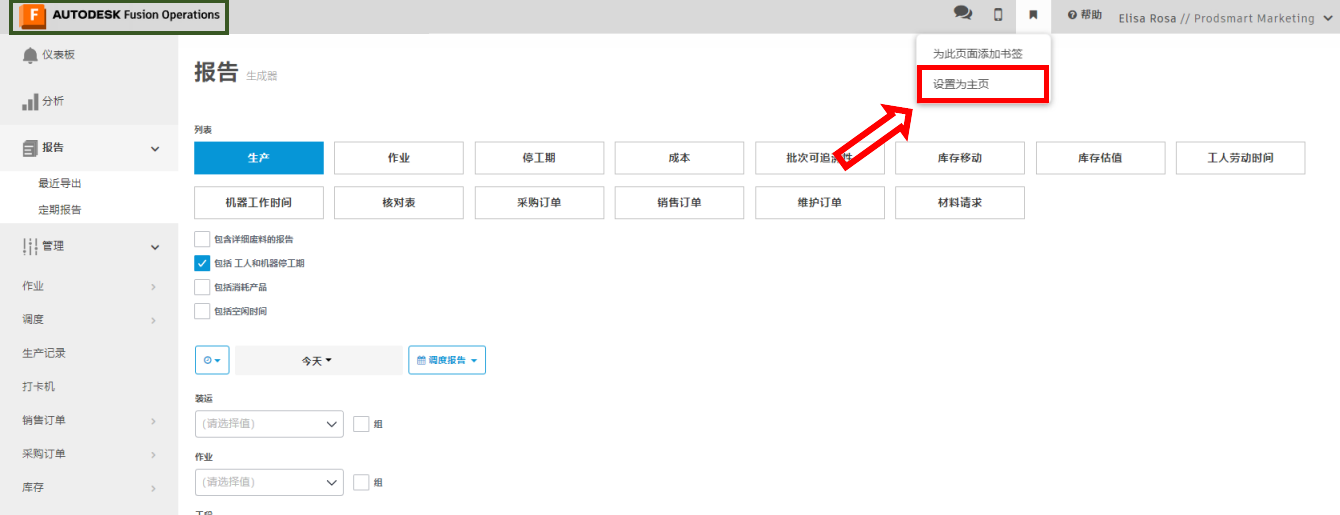 F AUTODESK Fusion Operations
帮助
Elisa Rosa // Prodsmart Marketing
为此页面添加书签
设置为主页
仪表板
分析
报告
最近导出
定期报告
管理
作业
调度
生产记录
打卡机
销售订单
采购订单
库存
报告 生成器
列表
生产 作业 停工期 成本 批次可追溯性 库存移动 库存估值 工人劳动时间
机器工作时间 核对表 采购订单 销售订单 维护订单 材料请求
包含详细废料的报告
包括 工人和机器停工期
包括消耗产品
包括空闲时间
今天 调度报告
装运
(请选择值) 组
作业
(请选择值) 组
工程